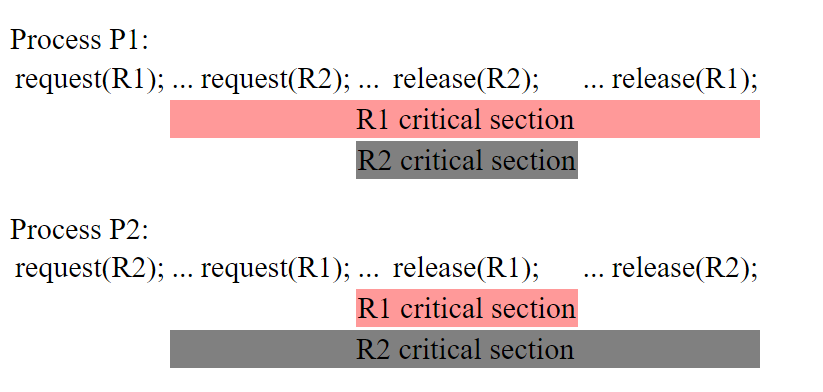 Process P1:
request(R1); ... request(R2); ... release(R2); ... release(R1);
R1 critical section
R2 critical section
Process P2:
request(R2); ... request(R1); ... release(R1); ... release(R2);
R1 critical section
R2 critical section